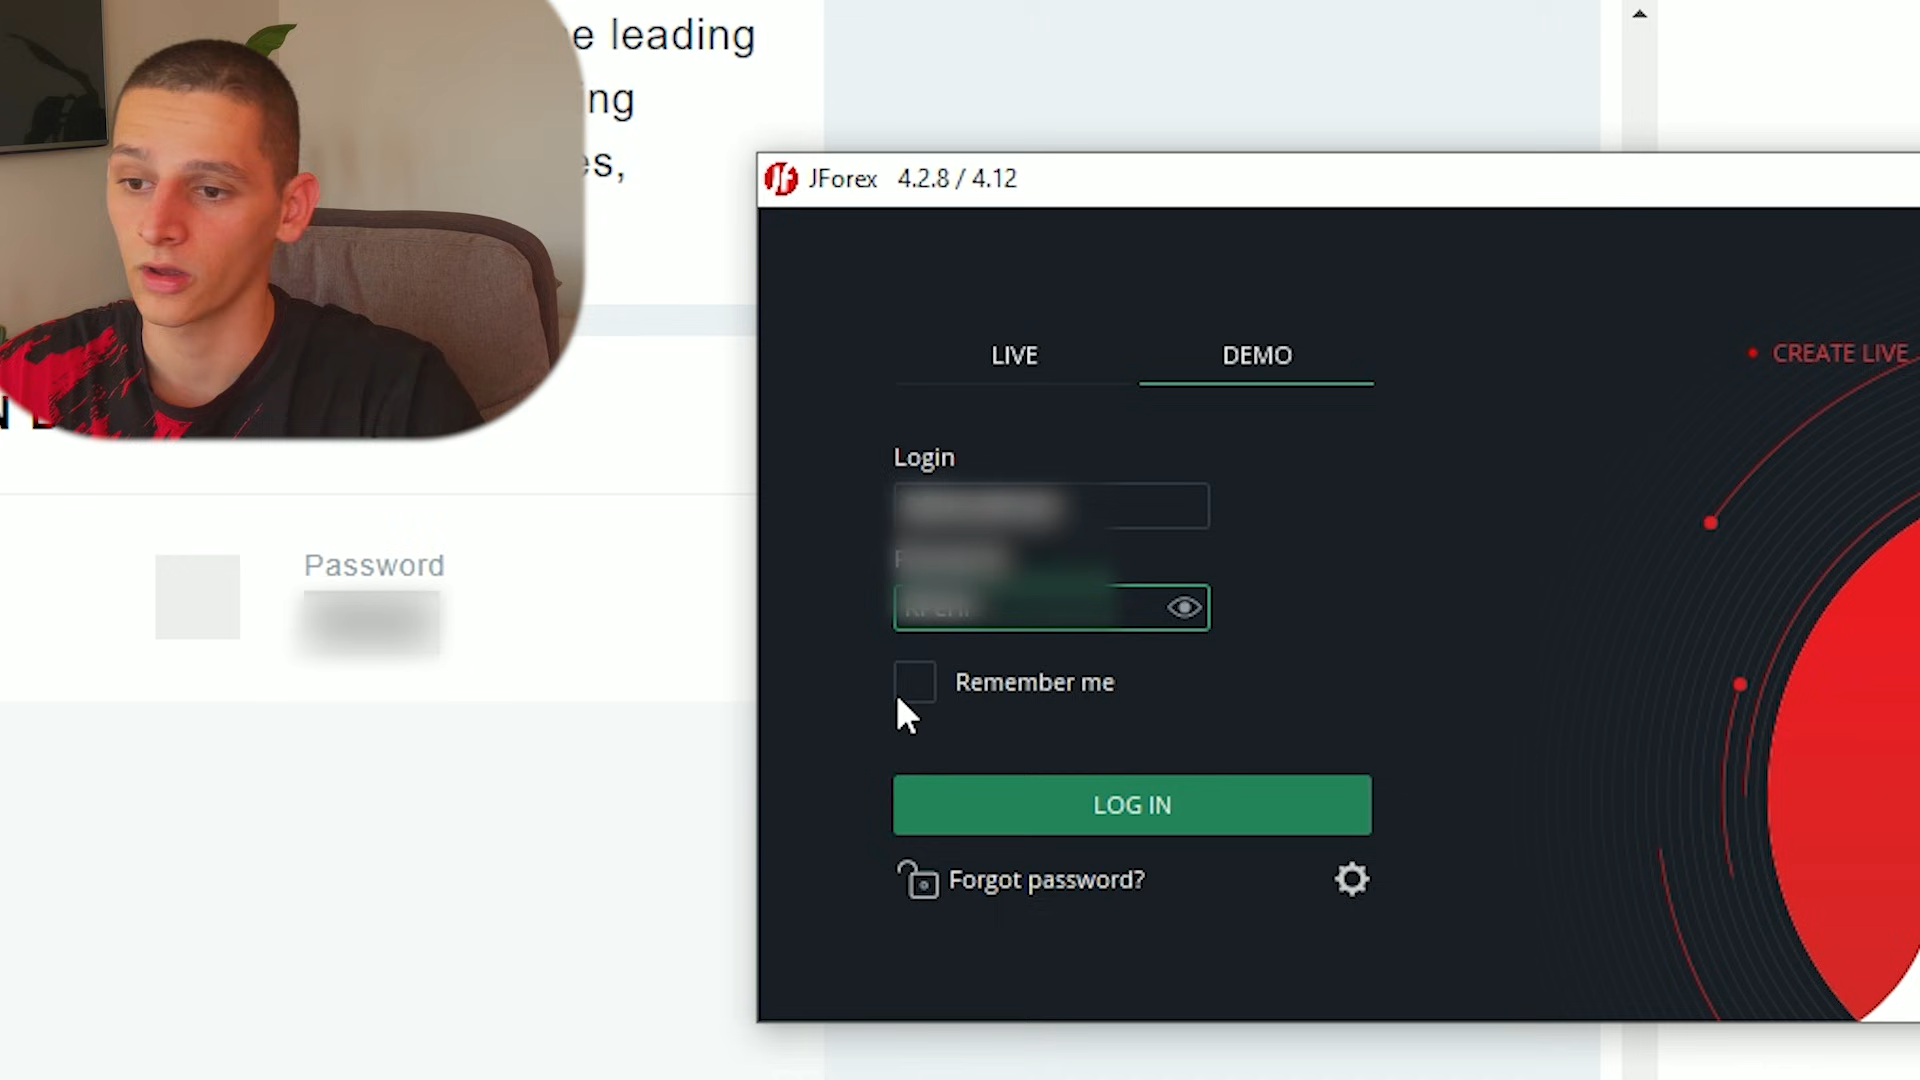 e leading
ng
es,
JForex 4.2.8 / 4.12
LIVE
DEMO
CREATE LIVE
Login
Password
Remember me
LOG IN
Forgot password?